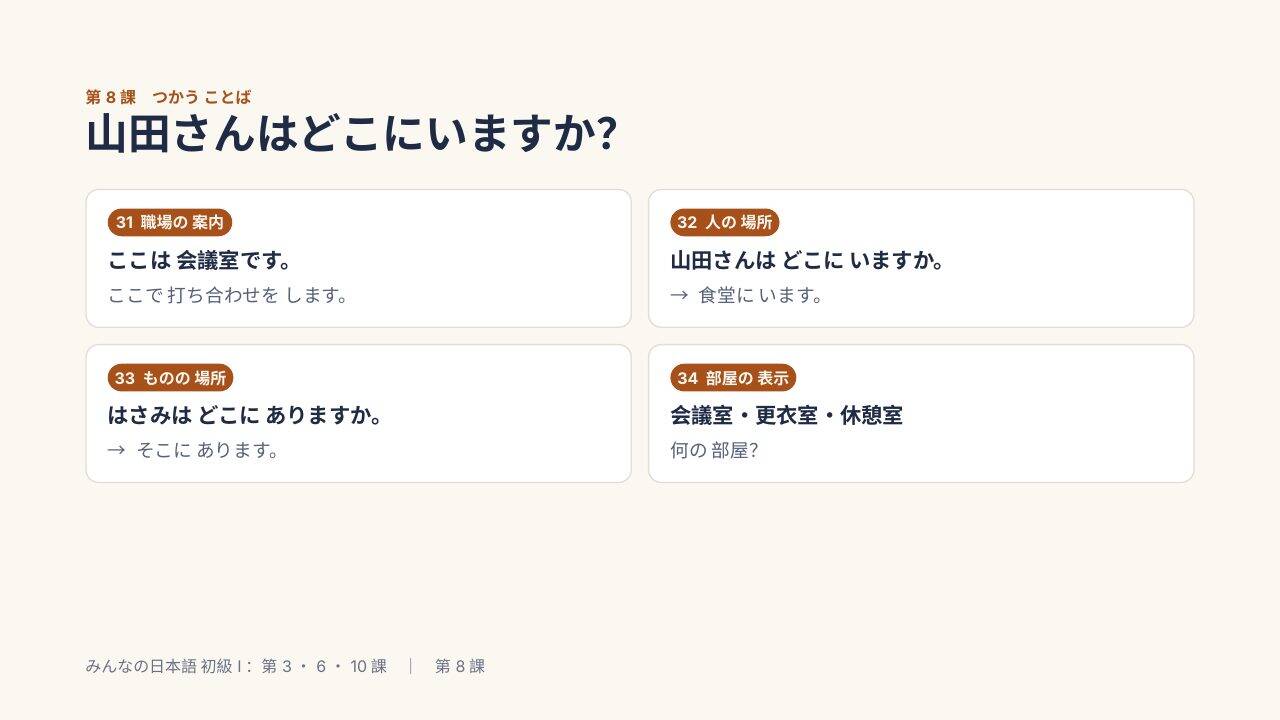 第 8 課　つかう ことば
山田さんはどこにいますか?
31 職場の 案内
ここは 会議室です。
ここで 打ち合わせを します。
32 人の 場所
山田さんは どこに いますか。
→ 食堂に います。
33 ものの 場所
はさみは どこに ありますか。
→ そこに あります。
34 部屋の 表示
会議室・更衣室・休憩室
何の 部屋?
みんなの日本語 初級 I： 第 3 ・ 6 ・ 10 課　｜　第 8 課